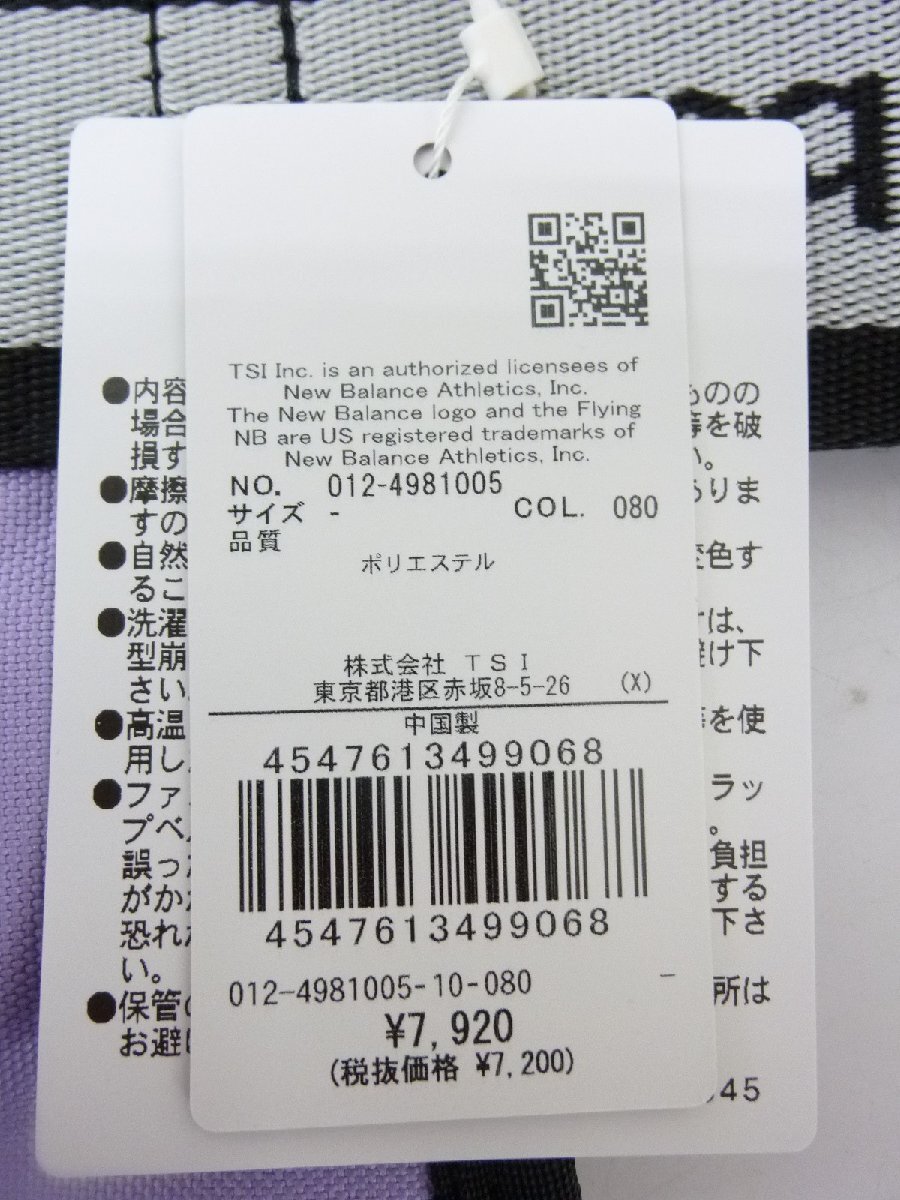 TSI Inc. is an authorized licensees of
New Balance Athletics, Inc.
The New Balance logo and the Flying
NB are US registered trademarks of
New Balance Athletics, Inc.
NO. 012-4981005
サイズ - COL. 080
品質
ポリエステル
株式会社 TSI
東京都港区赤坂8-5-26 (X)
中国製
4547613499068
4547613499068
012-4981005-10-080 -
¥7,920
(税抜価格 ¥7,200)
●内容 ものの
場合 等を破
損す い。
●摩擦 ありま
すの
●自然 変色す
るこ
●洗濯 は、
型崩 避け下
さい
●高温 等を使
用し
●ファ ラッ
プベ 。
誤っ 負担
がか する
恐れ 下さ
い。
●保管 所は
お避け
45